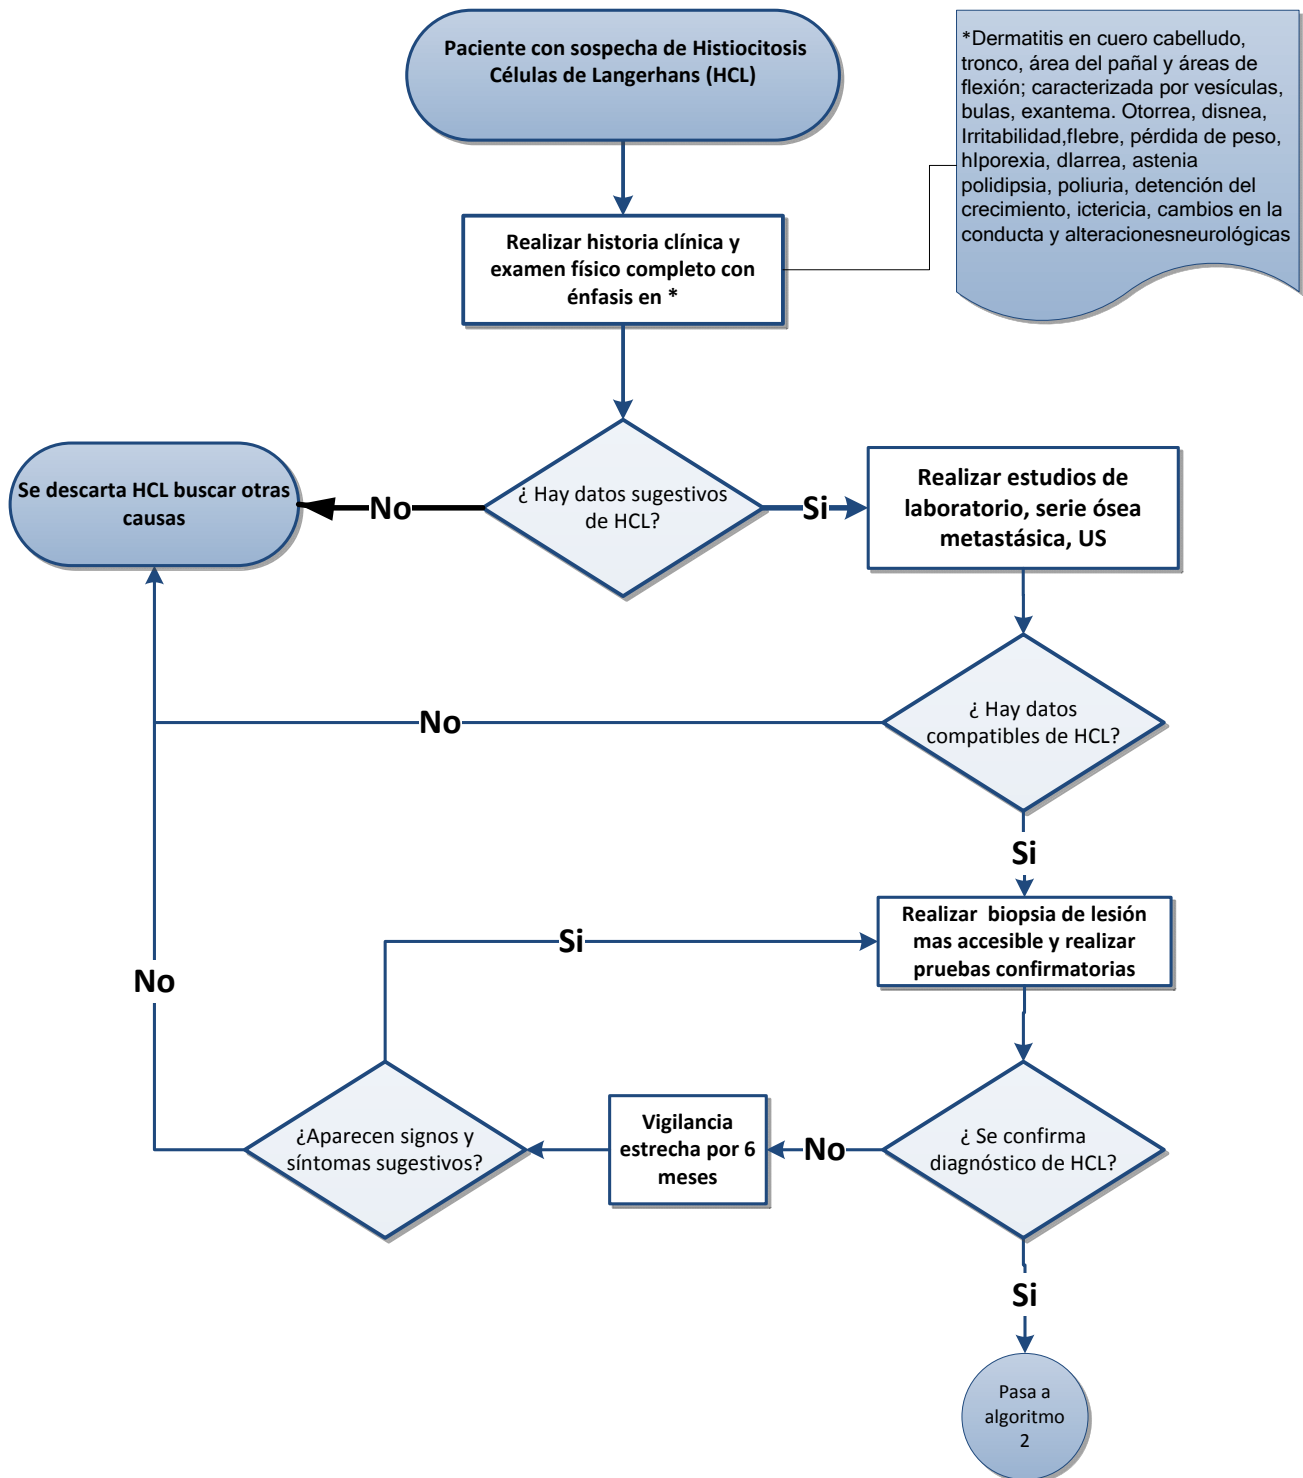 Paciente con sospecha de Histiocitosis
Células de Langerhans (HCL)
*Dermatitis en cuero cabelludo,
tronco, área del pañal y áreas de
flexión; caracterizada por vesículas,
bulas, exantema. Otorrea, disnea,
Irritabilidad,fIebre, pérdida de peso,
hIporexia, dIarrea, astenia
polidipsia, poliuria, detención del
crecimiento, ictericia, cambios en la
conducta y alteracionesneurológicas
Realizar historia clínica y
examen físico completo con
énfasis en *
¿ Hay datos sugestivos
de HCL?
No
Se descarta HCL buscar otras
causas
Si
Realizar estudios de
laboratorio, serie ósea
metastásica, US
¿ Hay datos
compatibles de HCL?
No
Si
Realizar biopsia de lesión
mas accesible y realizar
pruebas confirmatorias
Si
No
¿ Se confirma
diagnóstico de HCL?
No
Vigilancia
estrecha por 6
meses
¿Aparecen signos y
síntomas sugestivos?
Si
Pasa a
algoritmo
2